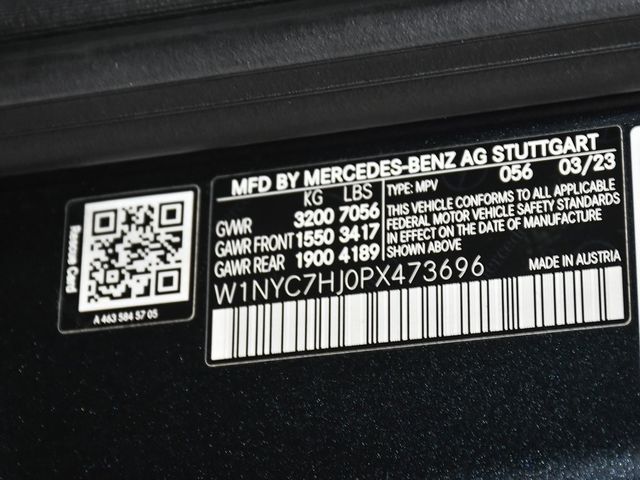 Rescue Card
A 463 584 57 05
MFD BY MERCEDES-BENZ AG STUTTGART
KG LBS
GVWR 3200 7056
GAWR FRONT 1550 3417
GAWR REAR 1900 4189
TYPE: MPV 056 03/23
THIS VEHICLE CONFORMS TO ALL APPLICABLE
FEDERAL MOTOR VEHICLE SAFETY STANDARDS
IN EFFECT ON THE DATE OF MANUFACTURE
SHOWN ABOVE
W1NYC7HJ0PX473696
MADE IN AUSTRIA